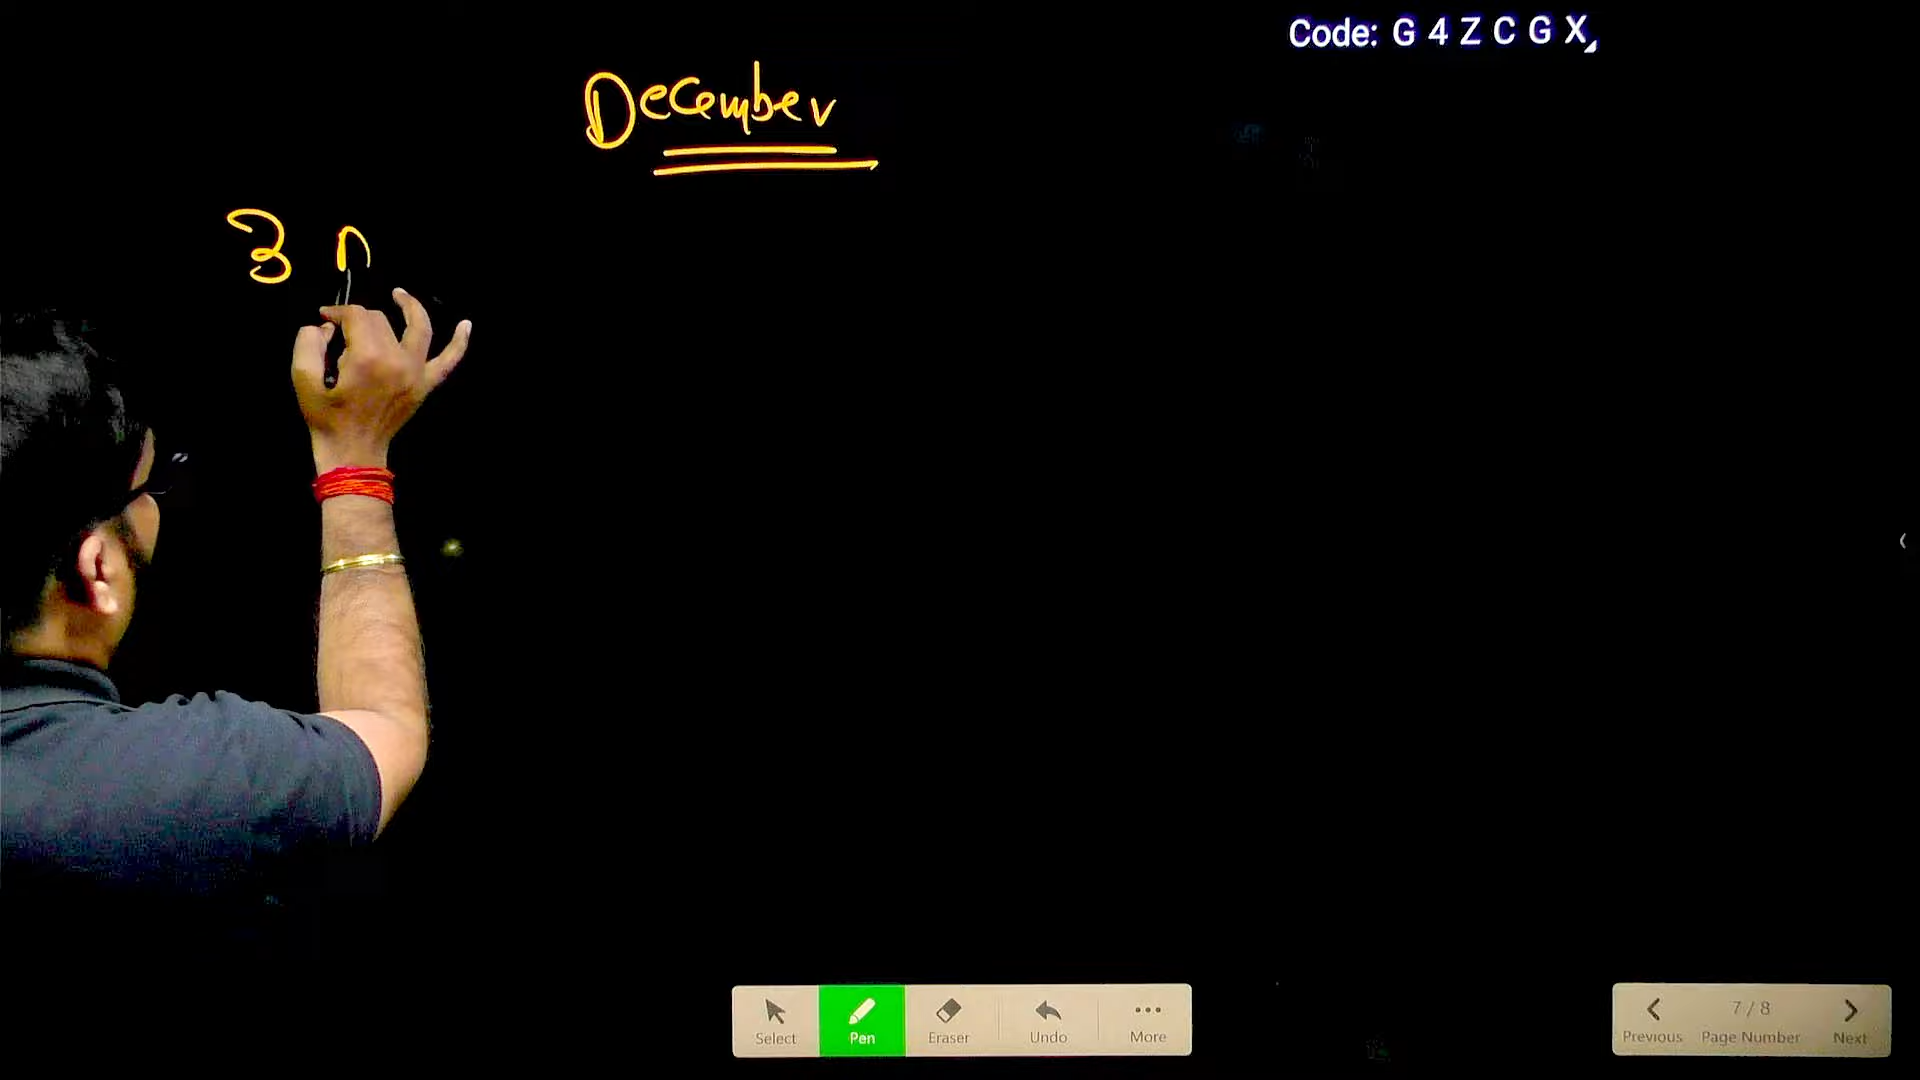 Code: G 4 Z C G X
December
3
Select Pen Eraser Undo More
7 / 8
Previous Page Number Next